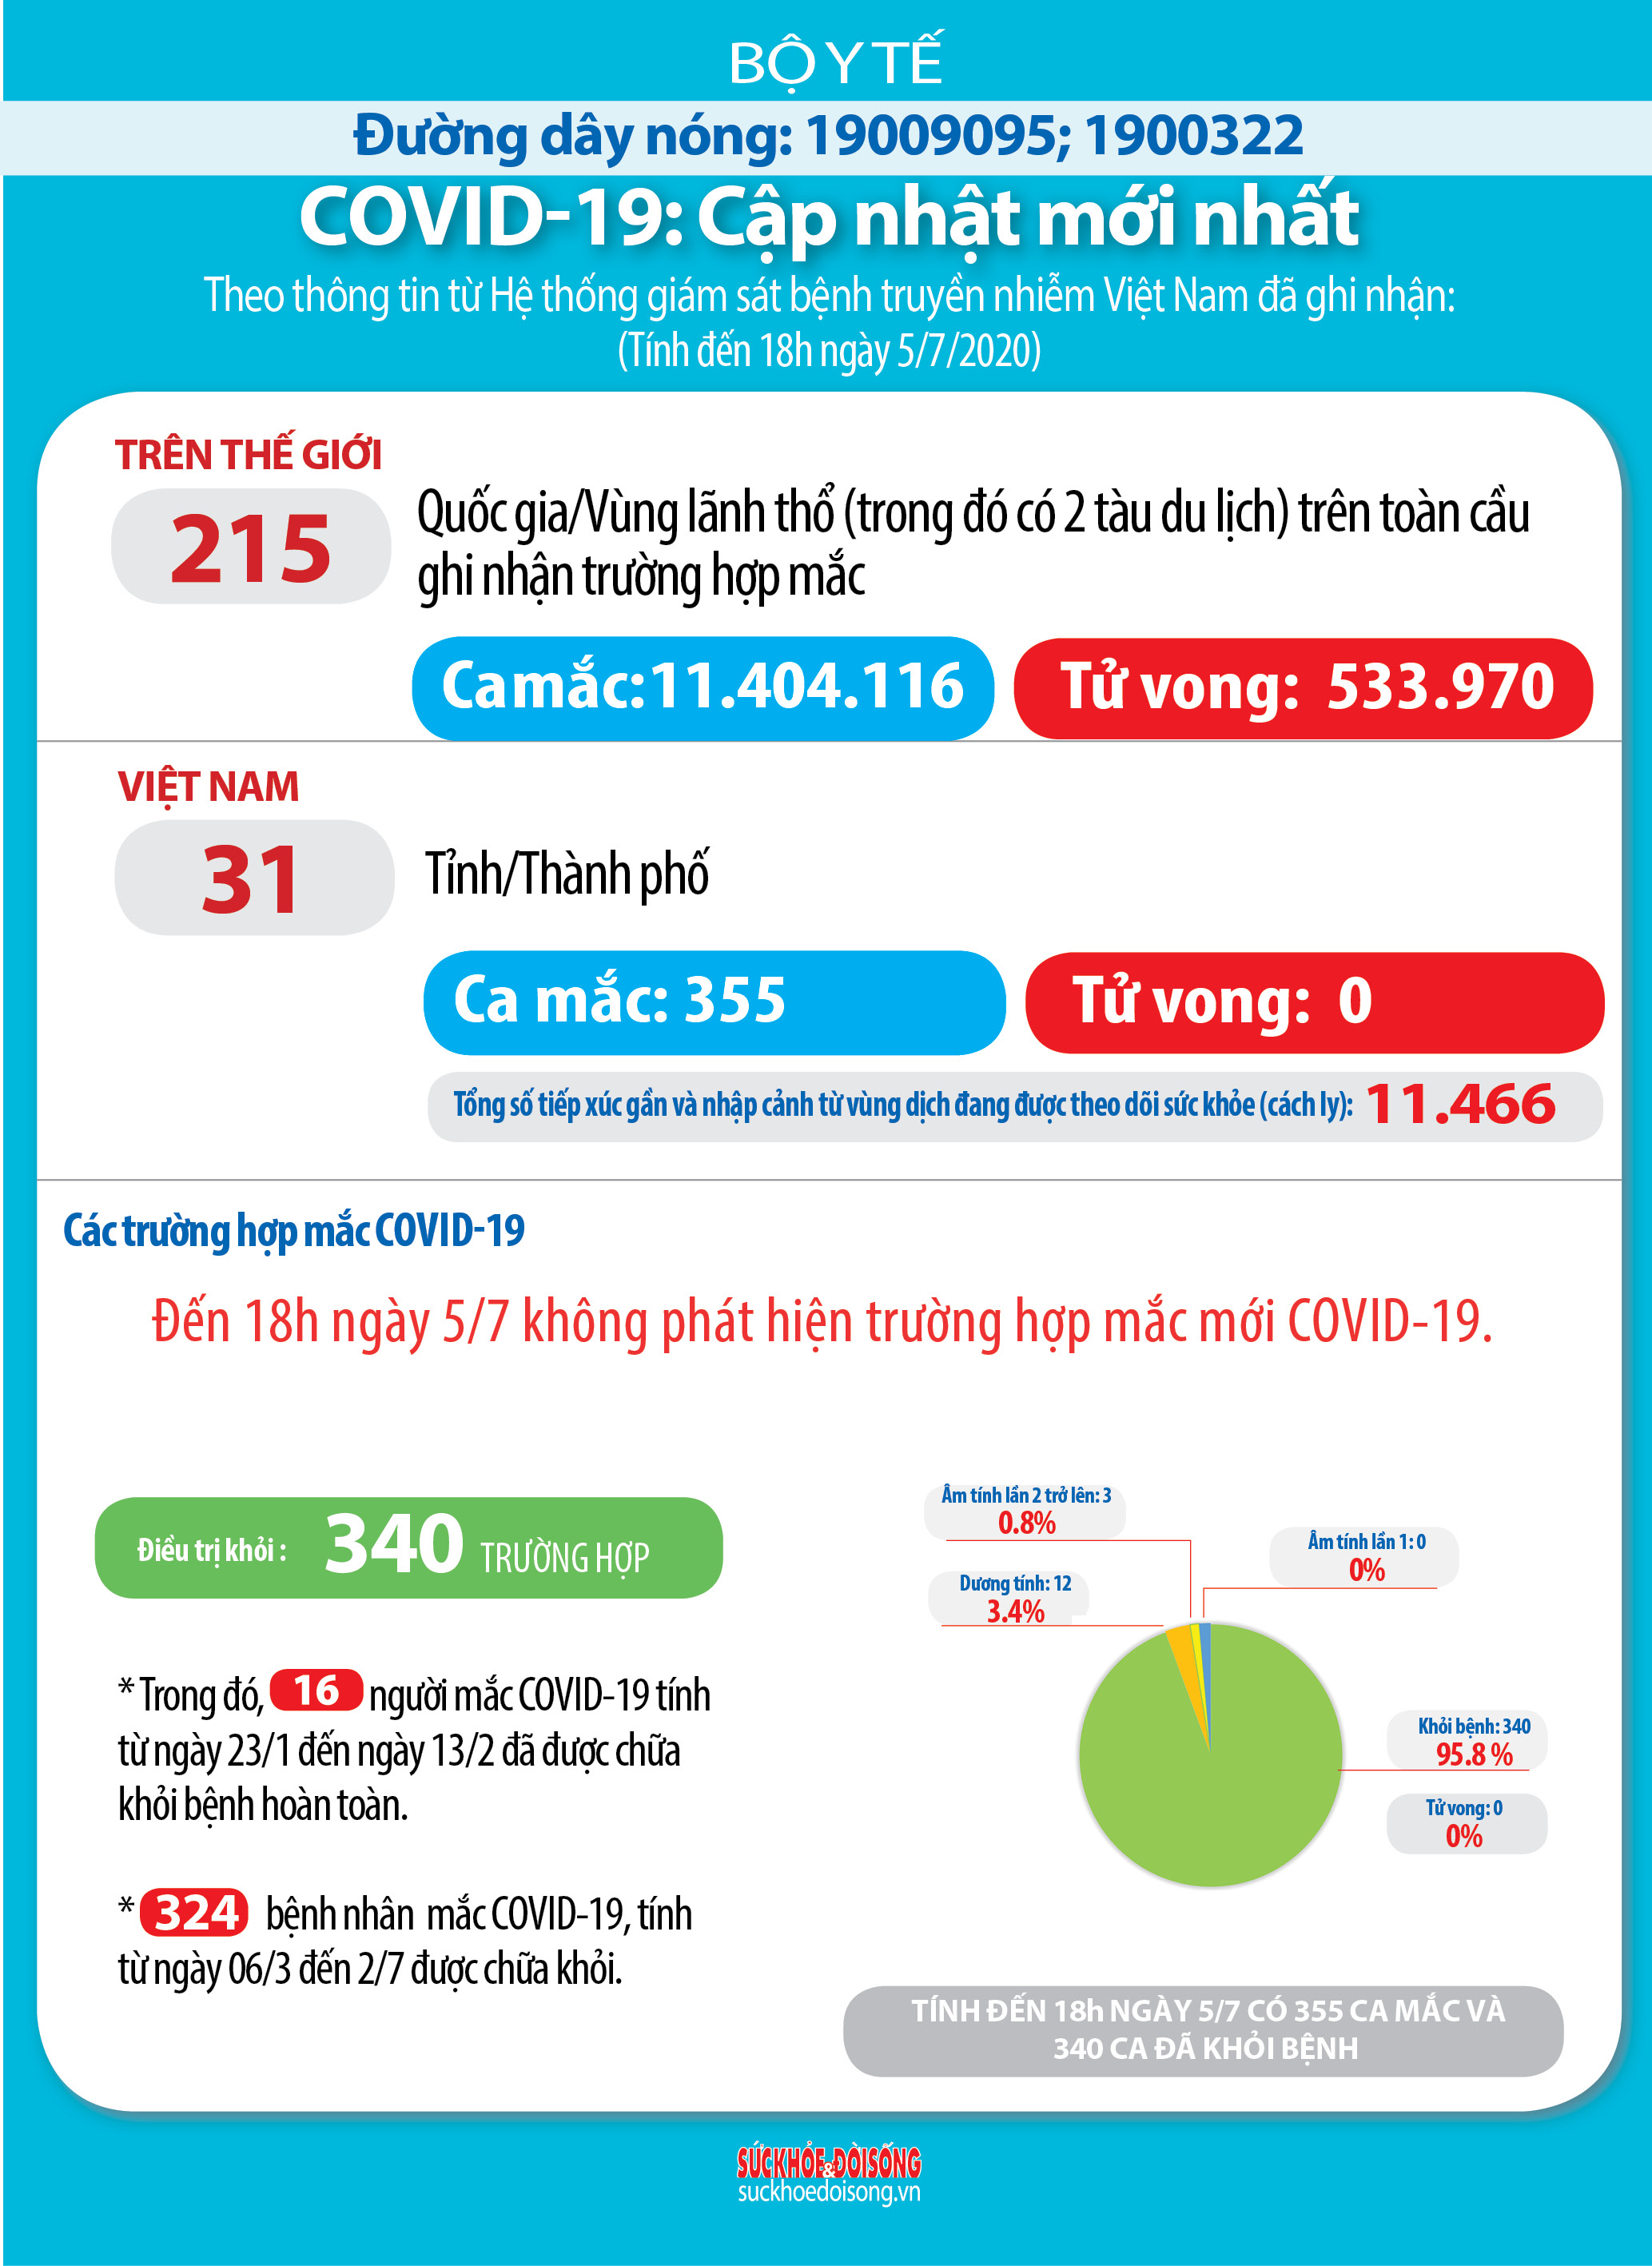 BỘ Y TẾ
Đường dây nóng: 19009095; 1900322
COVID-19: Cập nhật mới nhất
Theo thông tin từ Hệ thống giám sát bệnh truyền nhiễm Việt Nam đã ghi nhận:
(Tính đến 18h ngày 5/7/2020)
TRÊN THẾ GIỚI
215
Quốc gia/Vùng lãnh thổ (trong đó có 2 tàu du lịch) trên toàn cầu
ghi nhận trường hợp mắc
Ca mắc: 11.404.116
Tử vong: 533.970
VIỆT NAM
31
Tỉnh/Thành phố
Ca mắc: 355
Tử vong: 0
Tổng số tiếp xúc gần và nhập cảnh từ vùng dịch đang được theo dõi sức khỏe (cách ly): 11.466
Các trường hợp mắc COVID-19
Đến 18h ngày 5/7 không phát hiện trường hợp mắc mới COVID-19.
Điều trị khỏi : 340 TRƯỜNG HỢP
* Trong đó, 16 người mắc COVID-19 tính
từ ngày 23/1 đến ngày 13/2 đã được chữa
khỏi bệnh hoàn toàn.
* 324 bệnh nhân mắc COVID-19, tính
từ ngày 06/3 đến 2/7 được chữa khỏi.
Âm tính lần 2 trở lên: 3
0.8%
Âm tính lần 1: 0
0%
Dương tính: 12
3.4%
Khỏi bệnh: 340
95.8 %
Tử vong: 0
0%
TÍNH ĐẾN 18h NGÀY 5/7 CÓ 355 CA MẮC VÀ
340 CA ĐÃ KHỎI BỆNH
SỨCKHỎE&ĐỜISỐNG
suckhoedoisong.vn